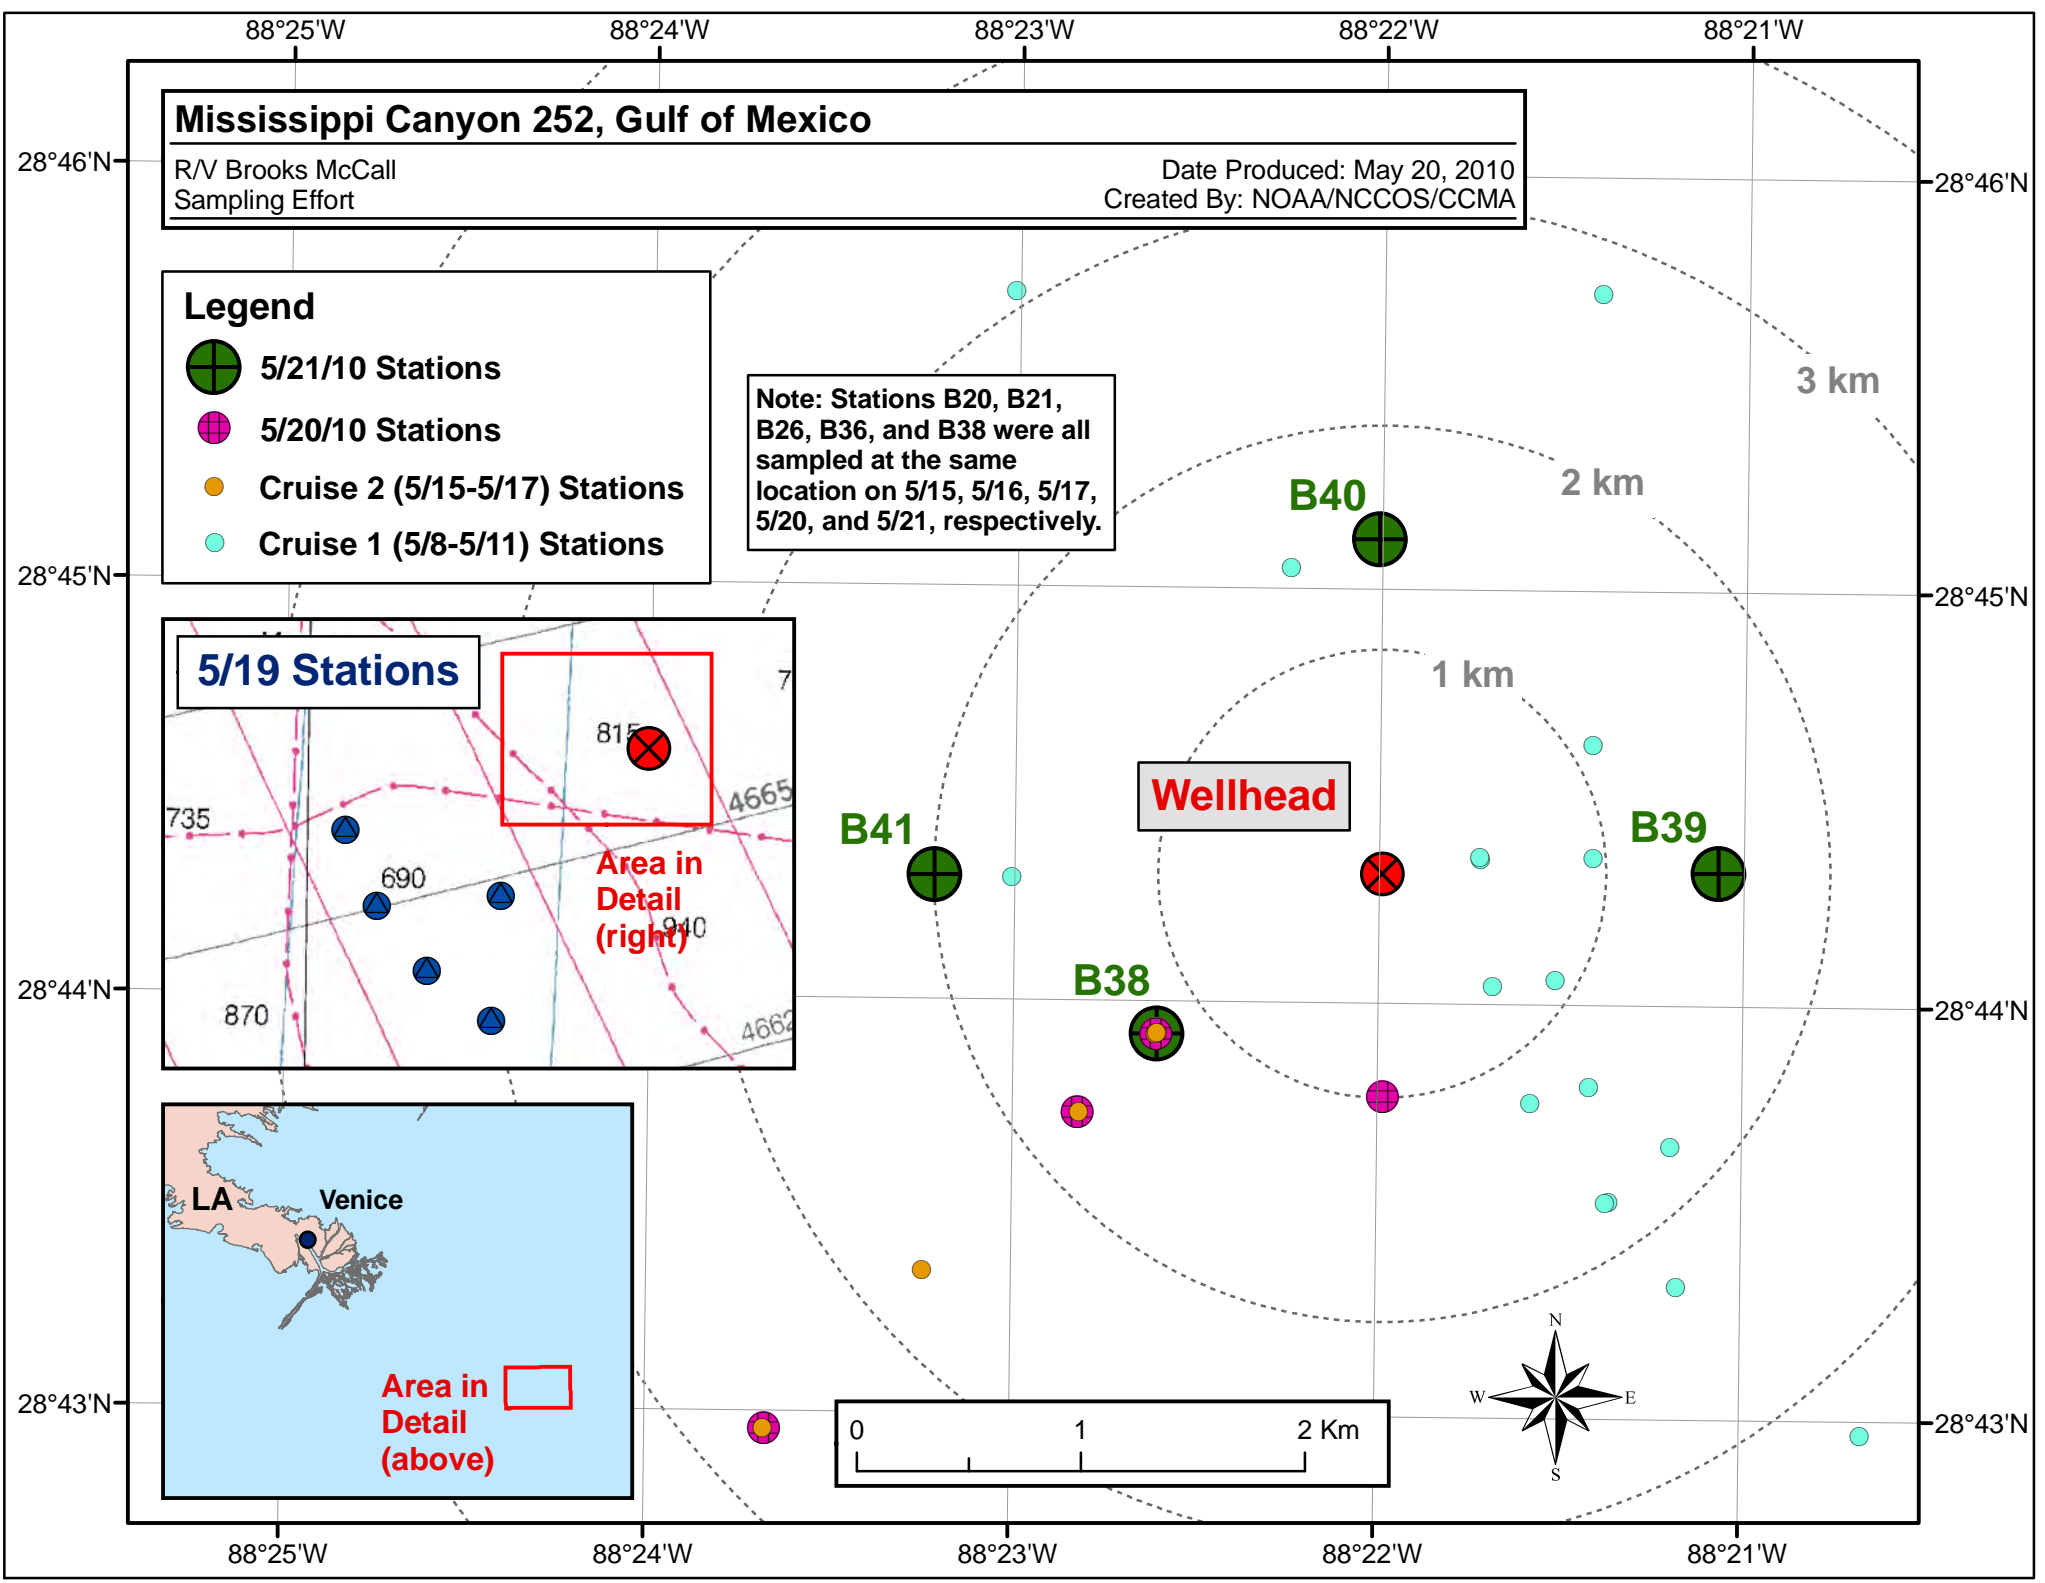 88°25'W 88°24'W 88°23'W 88°22'W 88°21'W
Mississippi Canyon 252, Gulf of Mexico
R/V Brooks McCall
Sampling Effort
Date Produced: May 20, 2010
Created By: NOAA/NCCOS/CCMA
28°46'N
28°46'N
Legend
5/21/10 Stations
5/20/10 Stations
Cruise 2 (5/15-5/17) Stations
Cruise 1 (5/8-5/11) Stations
Note: Stations B20, B21,
B26, B36, and B38 were all
sampled at the same
location on 5/15, 5/16, 5/17,
5/20, and 5/21, respectively.
3 km
2 km
1 km
B40
28°45'N
28°45'N
5/19 Stations
815
735
4665
690
940
870
4662
Area in
Detail
(right)
Wellhead
B41
B39
B38
28°44'N
28°44'N
LA
Venice
Area in
Detail
(above)
28°43'N
28°43'N
0 1 2 Km
N
W E
S
88°25'W 88°24'W 88°23'W 88°22'W 88°21'W